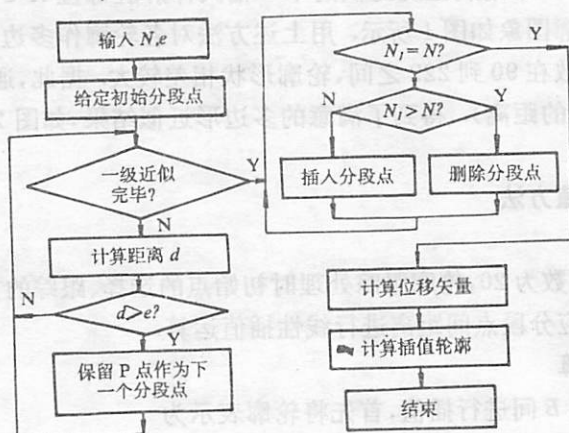 输入 N,e
给定初始分段点
一级近似
完毕?
Y
N
计算距离 d
d>e?
N
Y
保留 P 点作为下
一个分段点
N₁=N?
Y
N
N₁>N?
Y
插入分段点
删除分段点
计算位移矢量
计算插值轮廓
结束